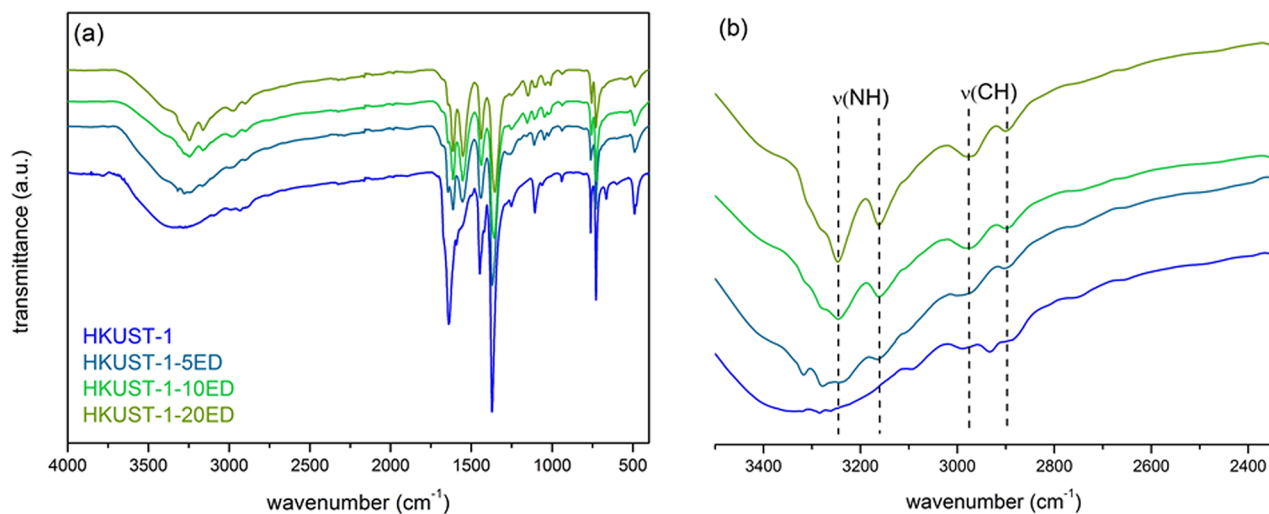 (a)
transmittance (a.u.)
HKUST-1
HKUST-1-5ED
HKUST-1-10ED
HKUST-1-20ED
4000 3500 3000 2500 2000 1500 1000 500
wavenumber (cm⁻¹)
(b)
ν(NH) ν(CH)
3400 3200 3000 2800 2600 2400
wavenumber (cm⁻¹)